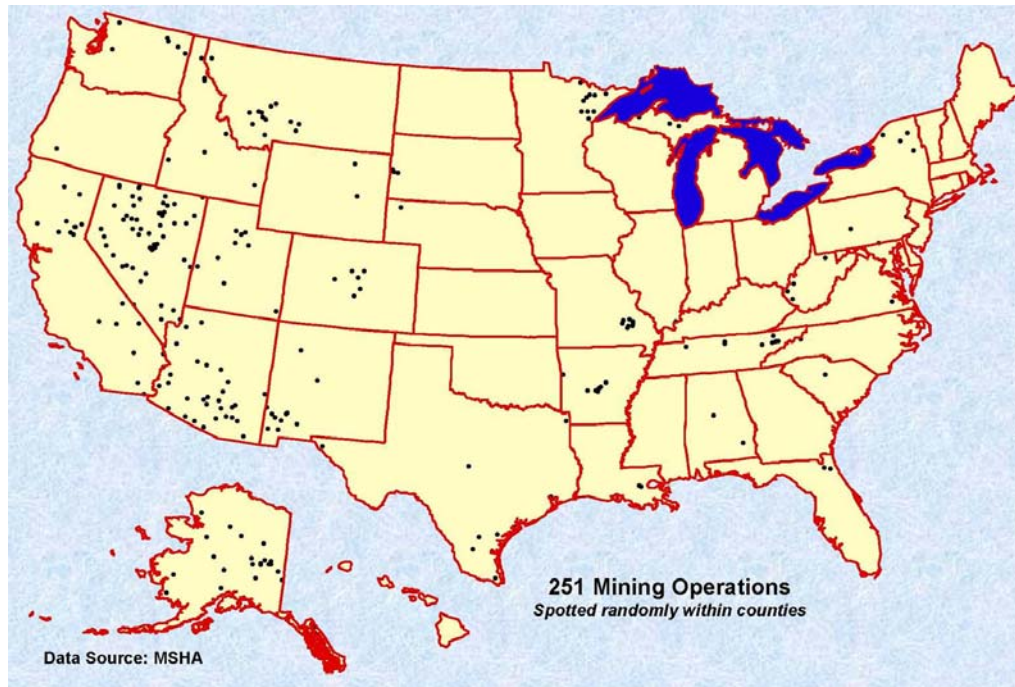 251 Mining Operations
Spotted randomly within counties
Data Source: MSHA